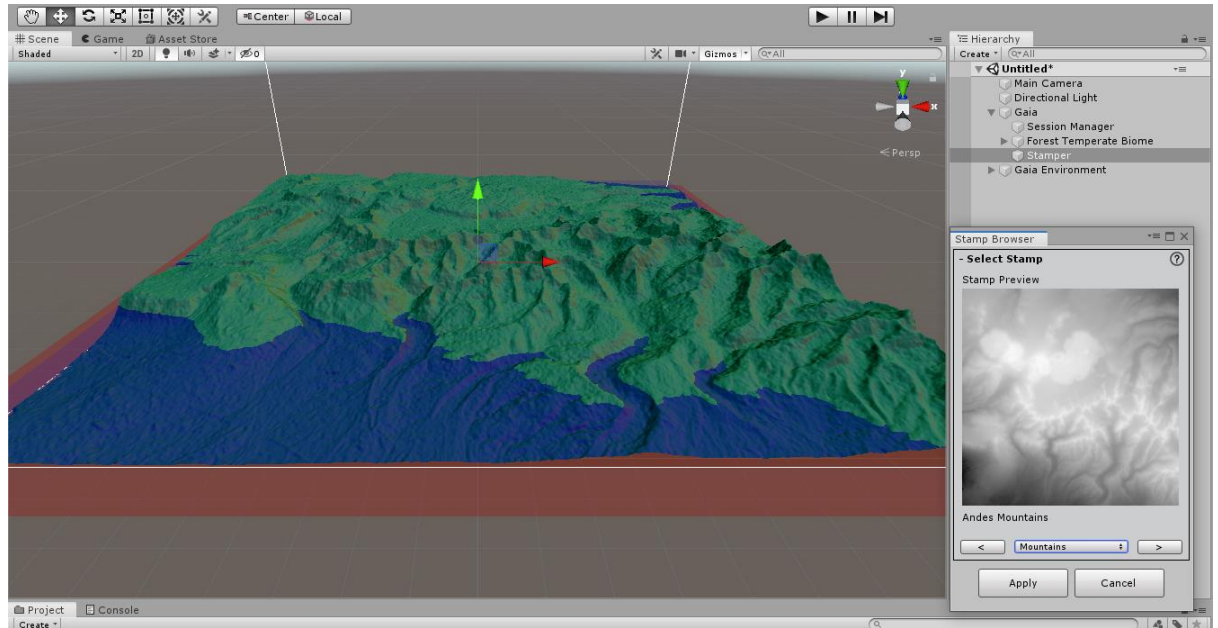 Center Local
Scene Game Asset Store
Shaded 2D 0 Gizmos All
y
x
Persp
Hierarchy
Create All
Untitled*
Main Camera
Directional Light
Gaia
Session Manager
Forest Temperate Biome
Stamper
Gaia Environment
Stamp Browser
- Select Stamp ?
Stamp Preview
Andes Mountains
< Mountains >
Apply Cancel
Project Console
Create